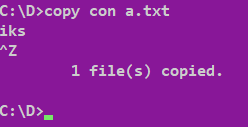 C:\D>copy con a.txt
iks
^Z
        1 file(s) copied.
C:\D>